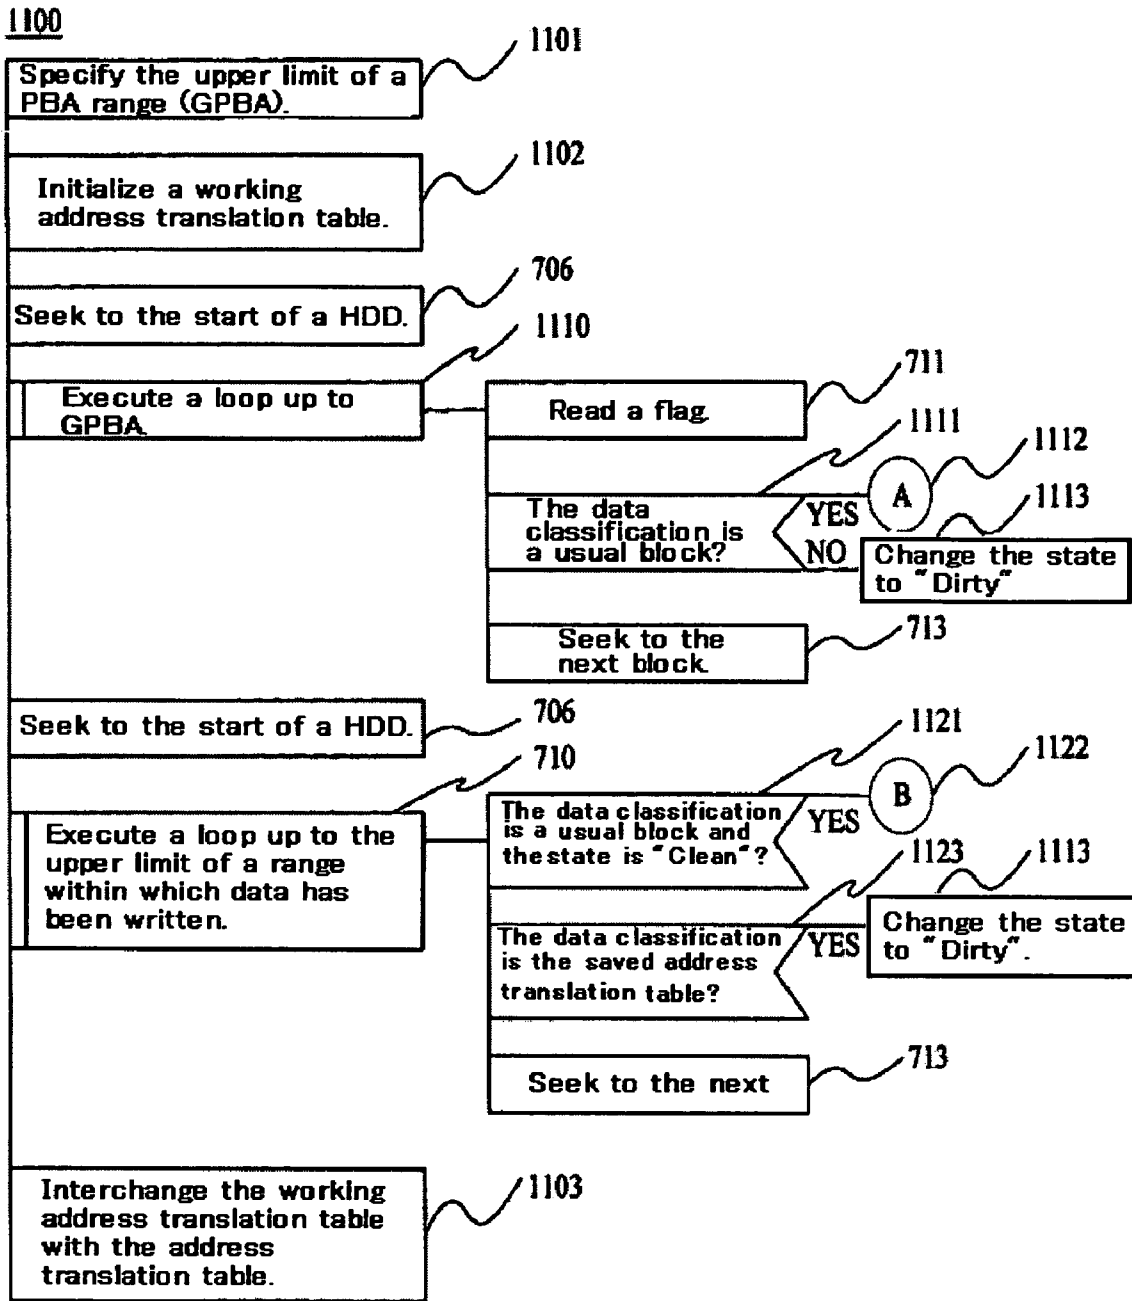 1100
1101
Specify the upper limit of a
PBA range (GPBA).
1102
Initialize a working
address translation table.
706
Seek to the start of a HDD.
1110
Execute a loop up to
GPBA.
711
Read a flag.
1111
1112
A
The data
classification is
a usual block?
YES
NO
1113
Change the state
to "Dirty"
713
Seek to the
next block.
Seek to the start of a HDD.
706
710
Execute a loop up to the
upper limit of a range
within which data has
been written.
1121
1122
B
The data classification
is a usual block and
the state is "Clean"?
YES
1123
1113
The data classification
is the saved address
translation table?
YES
Change the state
to "Dirty".
713
Seek to the next
1103
Interchange the working
address translation table
with the address
translation table.